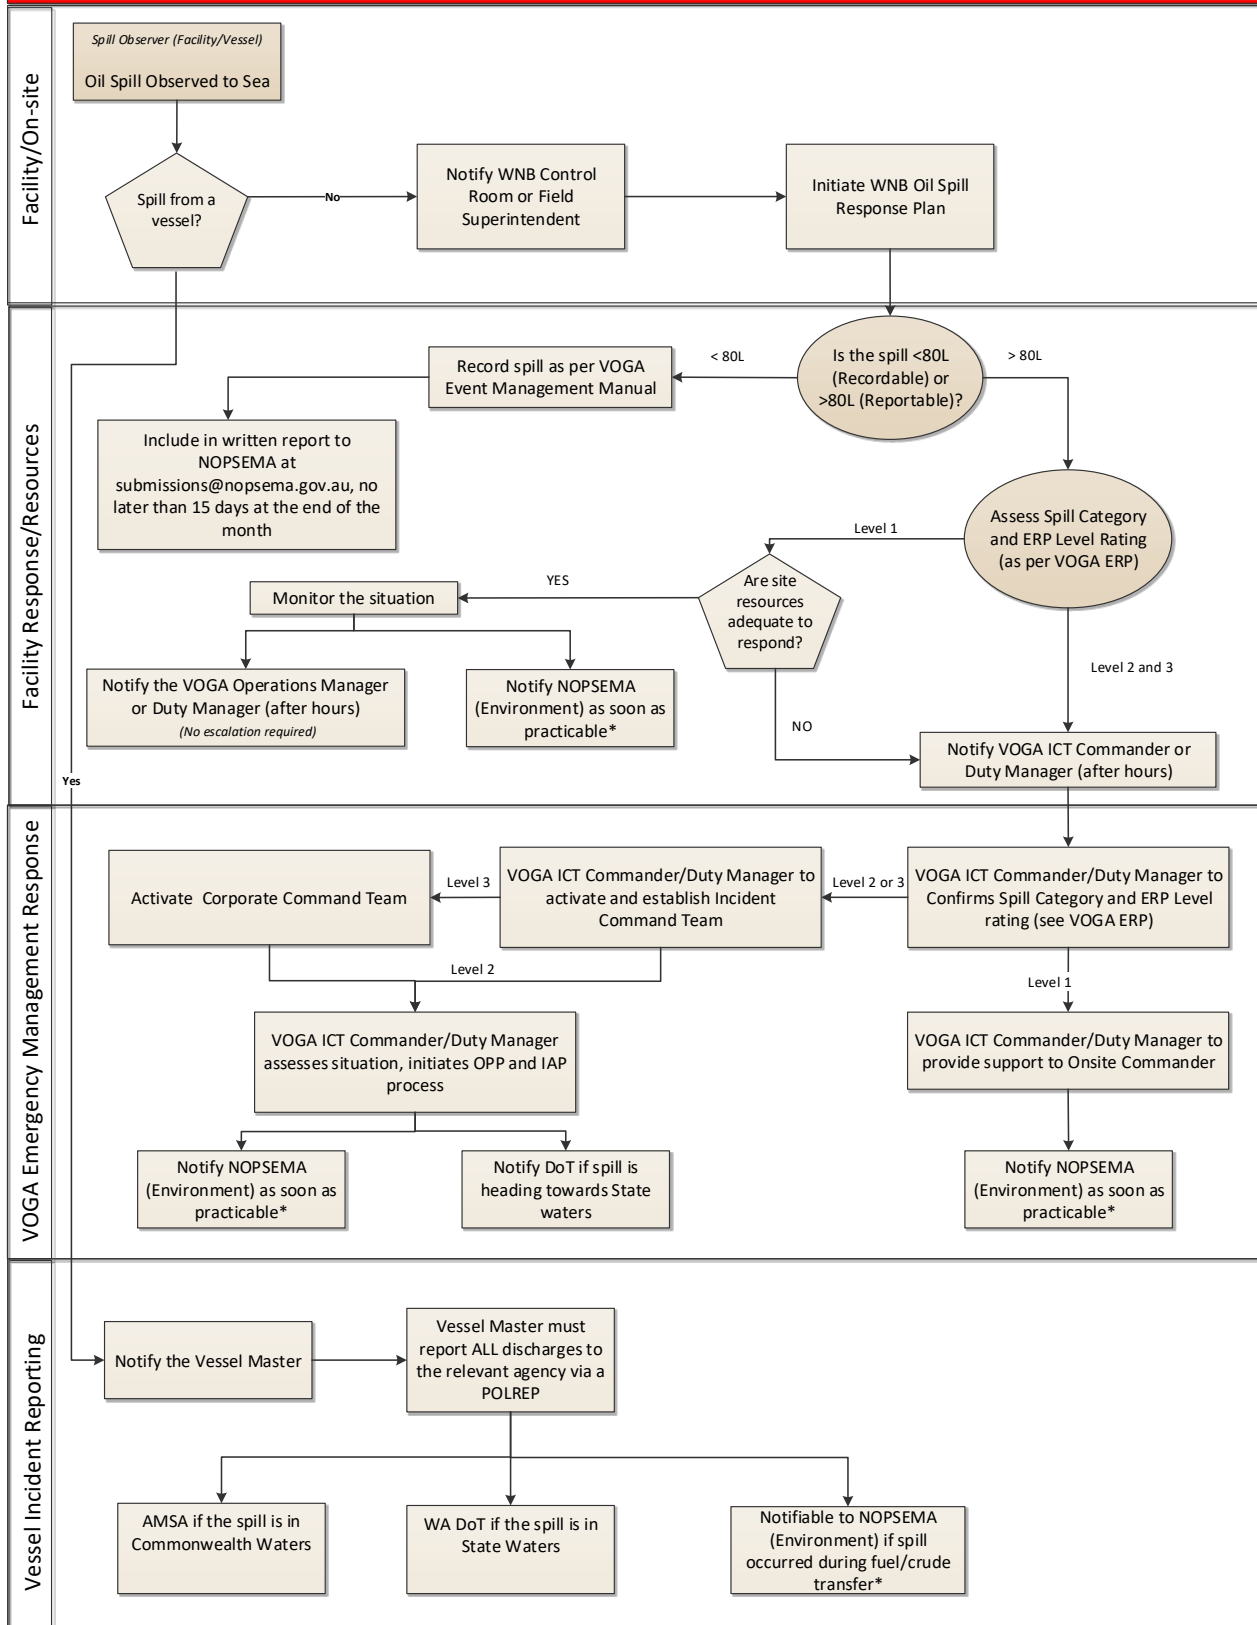 Facility/On-site
Spill Observer (Facility/Vessel)
Oil Spill Observed to Sea
Spill from a
vessel?
No
Notify WNB Control
Room or Field
Superintendent
Initiate WNB Oil Spill
Response Plan
Facility Response/Resources
Is the spill <80L
(Recordable) or
>80L (Reportable)?
< 80L
> 80L
Record spill as per VOGA
Event Management Manual
Include in written report to
NOPSEMA at
submissions@nopsema.gov.au, no
later than 15 days at the end of the
month
Assess Spill Category
and ERP Level Rating
(as per VOGA ERP)
Level 1
Are site
resources
adequate to
respond?
YES
Monitor the situation
Notify the VOGA Operations Manager
or Duty Manager (after hours)
(No escalation required)
Notify NOPSEMA
(Environment) as soon as
practicable*
NO
Level 2 and 3
Notify VOGA ICT Commander or
Duty Manager (after hours)
Yes
VOGA Emergency Management Response
Activate  Corporate Command Team
Level 3
VOGA ICT Commander/Duty Manager to
activate and establish Incident
Command Team
Level 2 or 3
VOGA ICT Commander/Duty Manager to
Confirms Spill Category and ERP Level
rating (see VOGA ERP)
Level 2
Level 1
VOGA ICT Commander/Duty Manager
assesses situation, initiates OPP and IAP
process
VOGA ICT Commander/Duty Manager to
provide support to Onsite Commander
Notify NOPSEMA
(Environment) as soon as
practicable*
Notify DoT if spill is
heading towards State
waters
Notify NOPSEMA
(Environment) as soon as
practicable*
Vessel Incident Reporting
Notify the Vessel Master
Vessel Master must
report ALL discharges to
the relevant agency via a
POLREP
AMSA if the spill is in
Commonwealth Waters
WA DoT if the spill is in
State Waters
Notifiable to NOPSEMA
(Environment) if spill
occurred during fuel/crude
transfer*